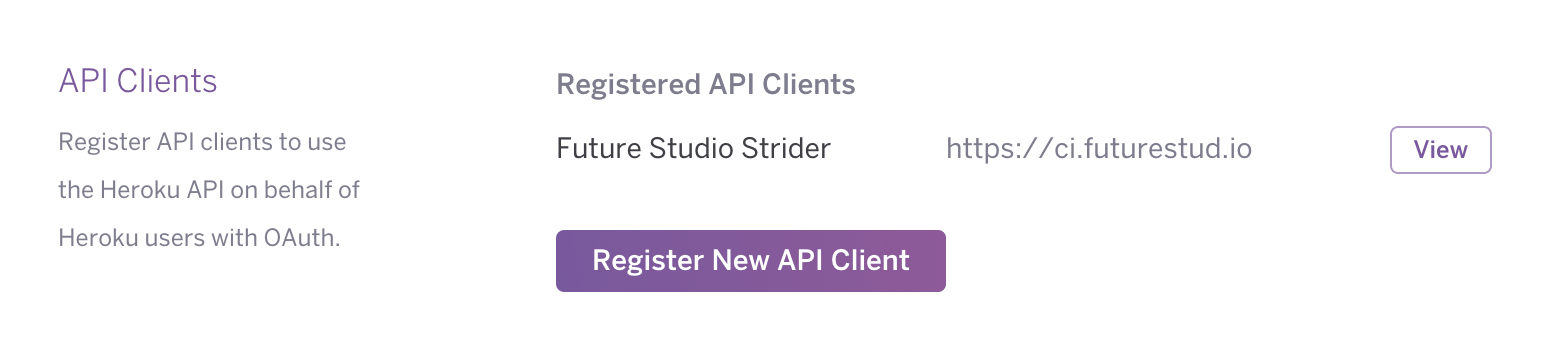 API Clients
Register API clients to use
the Heroku API on behalf of
Heroku users with OAuth.
Registered API Clients
Future Studio Strider https://ci.futurestud.io View
Register New API Client